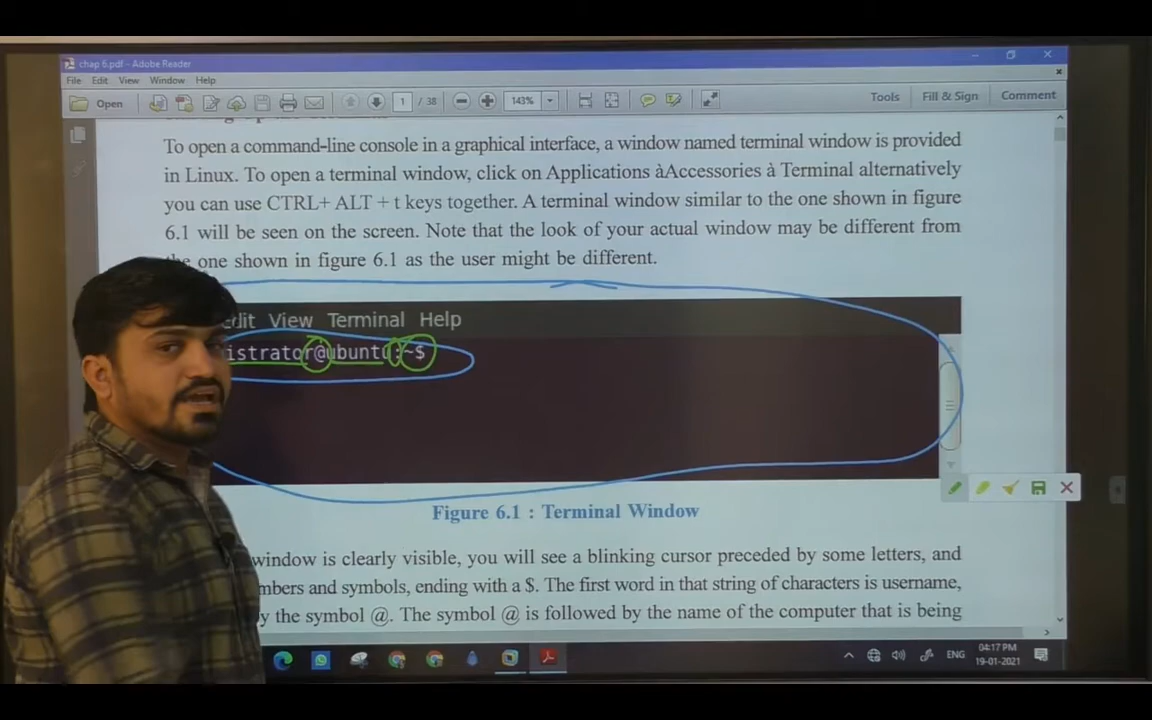 chap 6.pdf - Adobe Reader
File Edit View Window Help
Open 1 / 38 143% Tools Fill & Sign Comment
To open a command-line console in a graphical interface, a window named terminal window is provided
in Linux. To open a terminal window, click on Applications àAccessories à Terminal alternatively
you can use CTRL+ ALT + t keys together. A terminal window similar to the one shown in figure
6.1 will be seen on the screen. Note that the look of your actual window may be different from
the one shown in figure 6.1 as the user might be different.
dit View Terminal Help
istrator@ubuntu:~$
Figure 6.1 : Terminal Window
window is clearly visible, you will see a blinking cursor preceded by some letters, and
mbers and symbols, ending with a $. The first word in that string of characters is username,
y the symbol @. The symbol @ is followed by the name of the computer that is being
ENG
04:17 PM
19-01-2021